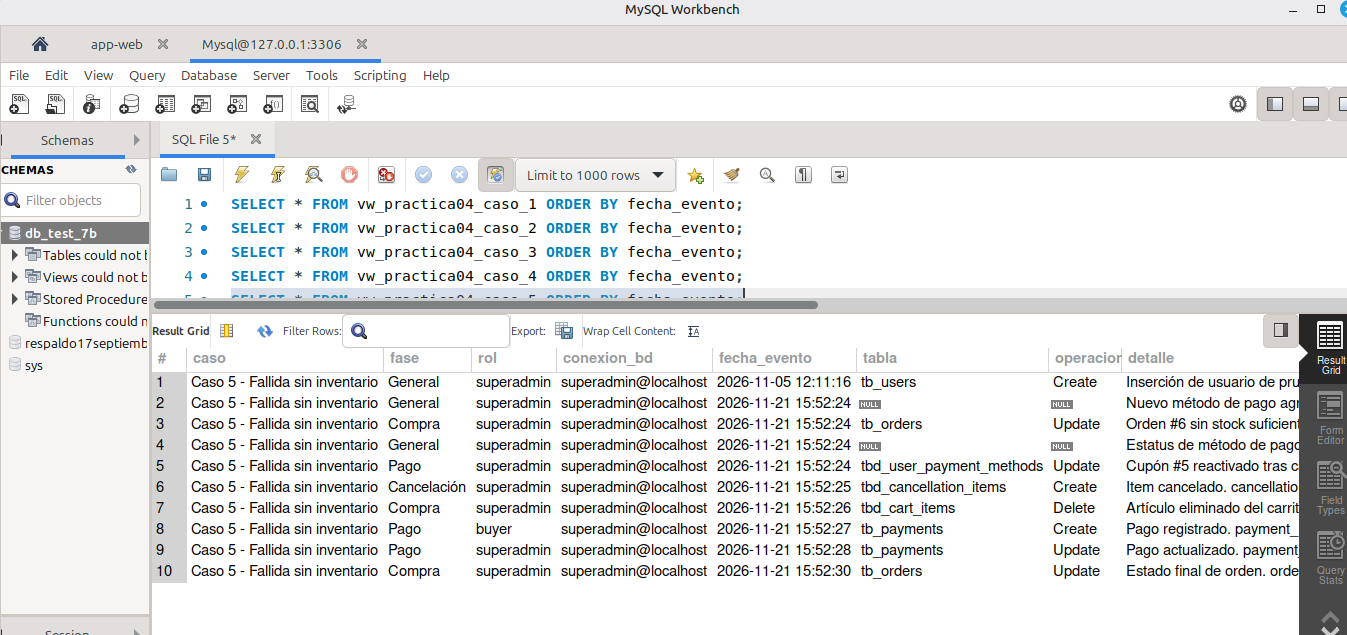 MySQL Workbench
app-web
Mysql@127.0.0.1:3306
File Edit View Query Database Server Tools Scripting Help
Schemas
SQL File 5*
CHEMAS
Filter objects
db_test_7b
Tables could not b
Views could not b
Stored Procedure
Functions could n
respaldo17septiemb
sys
Session
Limit to 1000 rows
1 SELECT * FROM vw_practica04_caso_1 ORDER BY fecha_evento;
2 SELECT * FROM vw_practica04_caso_2 ORDER BY fecha_evento;
3 SELECT * FROM vw_practica04_caso_3 ORDER BY fecha_evento;
4 SELECT * FROM vw_practica04_caso_4 ORDER BY fecha_evento;
5 SELECT * FROM vw_practica04_caso_5 ORDER BY fecha_evento;
Result Grid Filter Rows: Export: Wrap Cell Content:
# caso fase rol conexion_bd fecha_evento tabla operacion detalle
1 Caso 5 - Fallida sin inventario General superadmin superadmin@localhost 2026-11-05 12:11:16 tb_users Create Inserción de usuario de pru
2 Caso 5 - Fallida sin inventario General superadmin superadmin@localhost 2026-11-21 15:52:24 NULL NULL Nuevo método de pago agr
3 Caso 5 - Fallida sin inventario Compra superadmin superadmin@localhost 2026-11-21 15:52:24 tb_orders Update Orden #6 sin stock suficient
4 Caso 5 - Fallida sin inventario General superadmin superadmin@localhost 2026-11-21 15:52:24 NULL NULL Estatus de método de pago
5 Caso 5 - Fallida sin inventario Pago superadmin superadmin@localhost 2026-11-21 15:52:24 tbd_user_payment_methods Update Cupón #5 reactivado tras c
6 Caso 5 - Fallida sin inventario Cancelación superadmin superadmin@localhost 2026-11-21 15:52:25 tbd_cancellation_items Create Item cancelado. cancellatio
7 Caso 5 - Fallida sin inventario Compra superadmin superadmin@localhost 2026-11-21 15:52:26 tbd_cart_items Delete Artículo eliminado del carrit
8 Caso 5 - Fallida sin inventario Pago buyer superadmin@localhost 2026-11-21 15:52:27 tb_payments Create Pago registrado. payment_
9 Caso 5 - Fallida sin inventario Pago superadmin superadmin@localhost 2026-11-21 15:52:28 tb_payments Update Pago actualizado. payment_
10 Caso 5 - Fallida sin inventario Compra superadmin superadmin@localhost 2026-11-21 15:52:30 tb_orders Update Estado final de orden. orde
Result
Grid
Form
Editor
Field
Types
Query
Stats